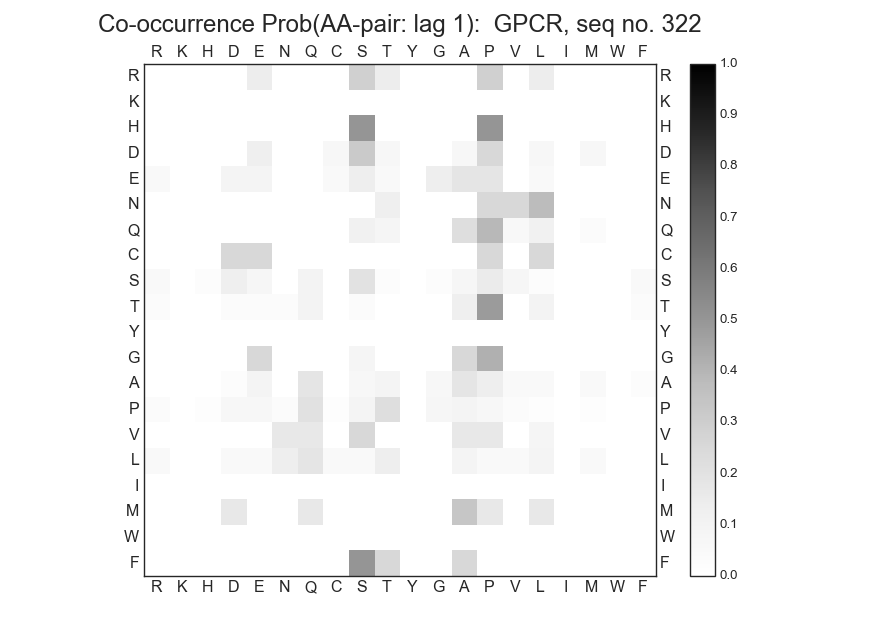 Co-occurrence Prob(AA-pair: lag 1):  GPCR, seq no. 322
R K H D E N Q C S T Y G A P V L I M W F
R R 1.0
K K
H H 0.9
D D
E E 0.8
N N 0.7
Q Q
C C 0.6
S S
T T 0.5
Y Y
G G 0.4
A A
P P 0.3
V V
L L 0.2
I I
M M 0.1
W W
F F 0.0
R K H D E N Q C S T Y G A P V L I M W F